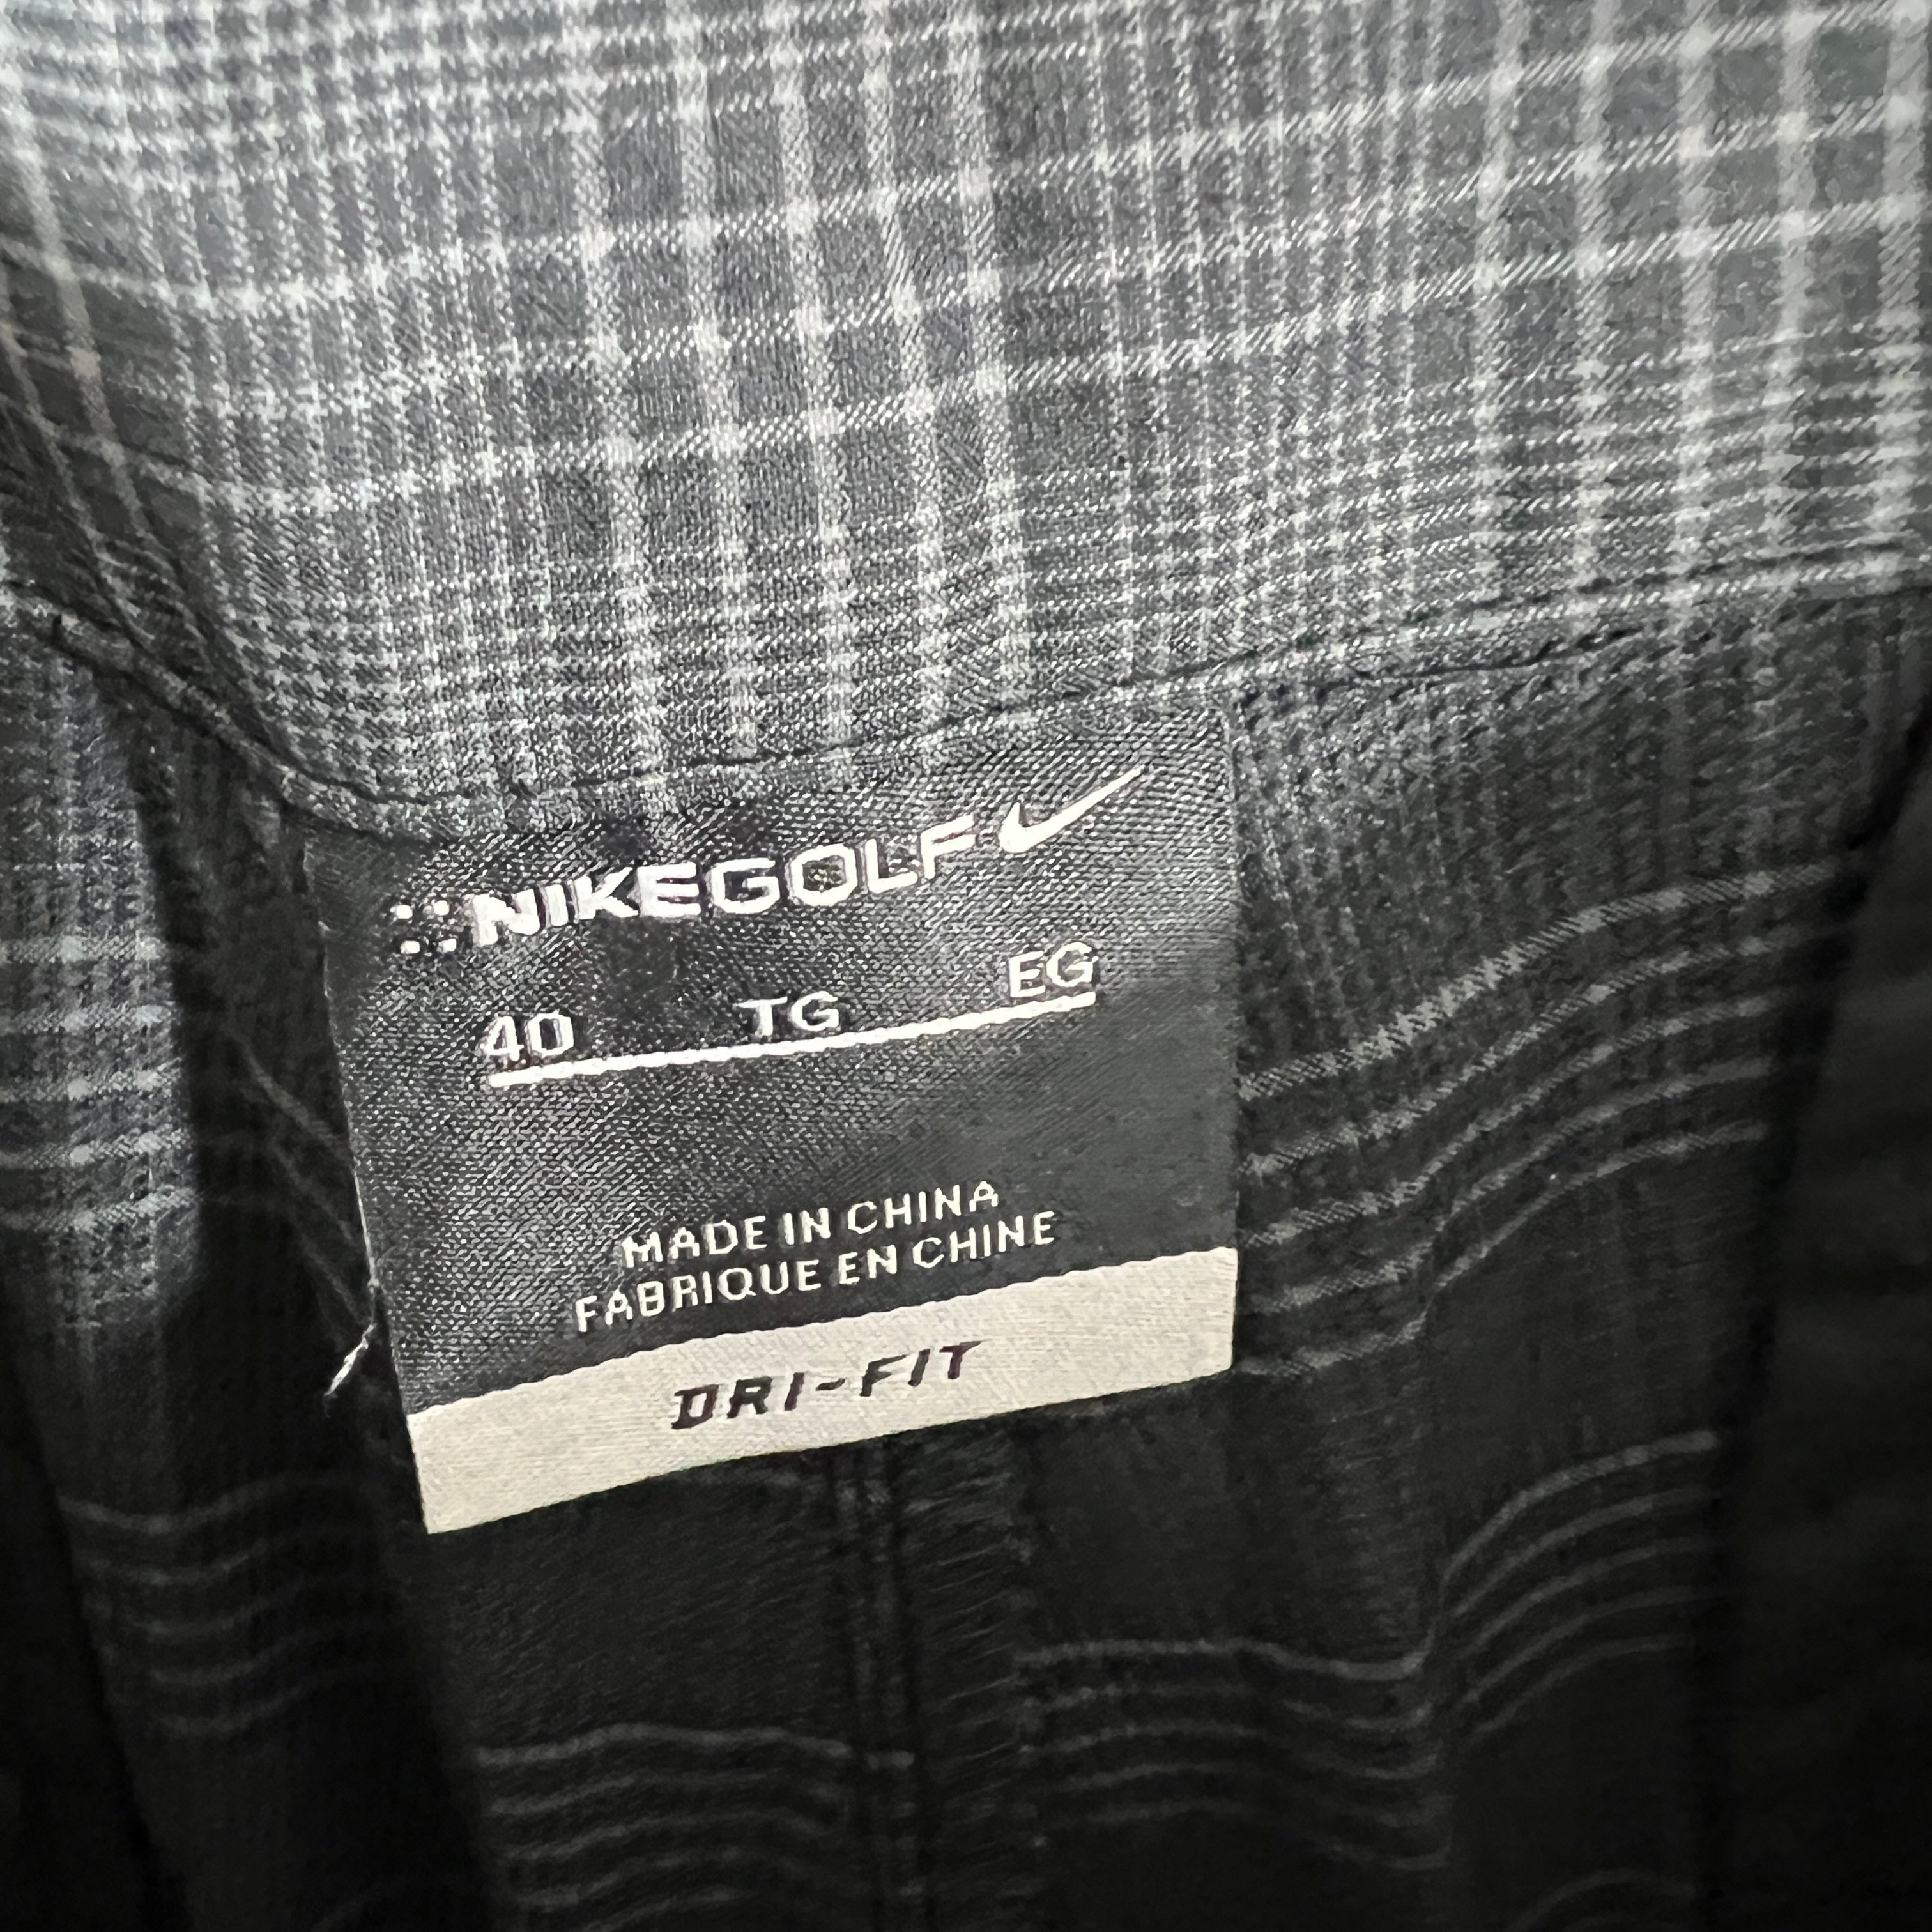 NIKEGOLF
40 TG EG
MADE IN CHINA
FABRIQUE EN CHINE
DRI-FIT